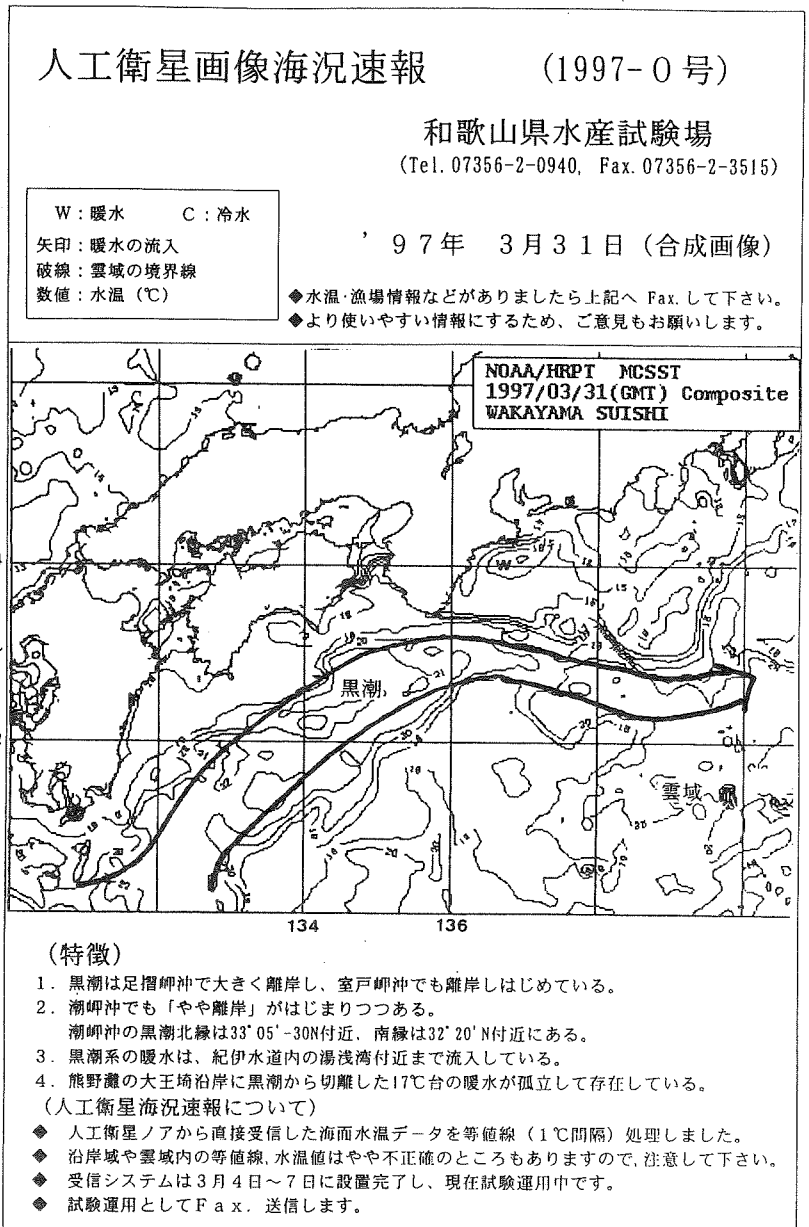 人工衛星画像海況速報 (1997-0号)
和歌山県水産試験場
(Tel.07356-2-0940, Fax.07356-2-3515)
W：暖水 C：冷水
矢印：暖水の流入
破線：雲域の境界線
数値：水温（℃）
'97年 3月31日（合成画像）
◆水温・漁場情報などがありましたら上記へ Fax.して下さい。
◆より使いやすい情報にするため、ご意見もお願いします。
NOAA/HRPT MCSST
1997/03/31(GMT) Composite
WAKAYAMA SUISHI
W
黒潮
雲域
134 136
(特徴)
1．黒潮は足摺岬沖で大きく離岸し、室戸岬沖でも離岸しはじめている。
2．潮岬沖でも「やや離岸」がはじまりつつある。
潮岬沖の黒潮北縁は33°05'-30N付近，南縁は32°20'N付近にある。
3．黒潮系の暖水は、紀伊水道内の湯浅湾付近まで流入している。
4．熊野灘の大王埼沿岸に黒潮から切離した17℃台の暖水が孤立して存在している。
(人工衛星海況速報について)
◆ 人工衛星ノアから直接受信した海面水温データを等値線（1℃間隔）処理しました。
◆ 沿岸域や雲域内の等値線,水温値はやや不正確のところもありますので,注意して下さい。
◆ 受信システムは3月4日～7日に設置完了し、現在試験運用中です。
◆ 試験運用としてＦａｘ．送信します。